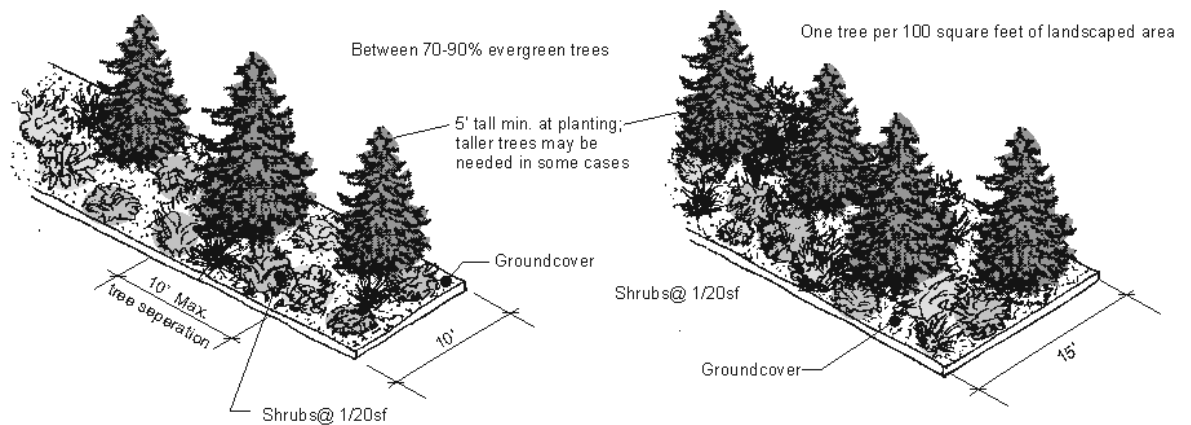 Between 70-90% evergreen trees
One tree per 100 square feet of landscaped area
5' tall min. at planting;
taller trees may be
needed in some cases
Groundcover
10' Max.
tree seperation
10'
Shrubs@ 1/20sf
Shrubs@ 1/20sf
Groundcover
15'